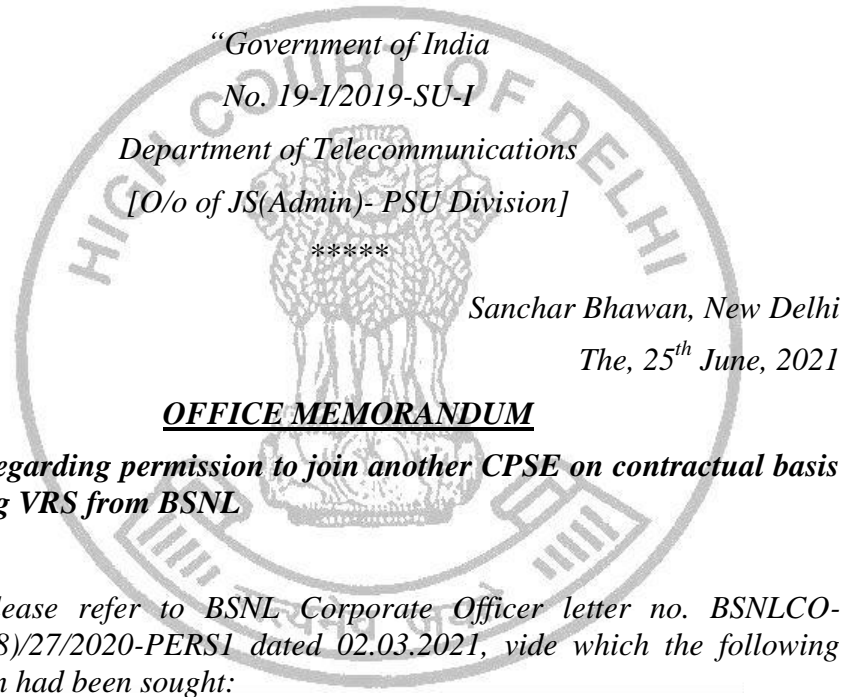 HIGH COURT OF DELHI
“Government of India
No. 19-I/2019-SU-I
Department of Telecommunications
[O/o of JS(Admin)- PSU Division]
*****
Sanchar Bhawan, New Delhi
The, 25th June, 2021
OFFICE MEMORANDUM
egarding permission to join another CPSE on contractual basis
g VRS from BSNL
lease refer to BSNL Corporate Officer letter no. BSNLCO-
8)/27/2020-PERS1 dated 02.03.2021, vide which the following
n had been sought:
सत्यमेव जयते